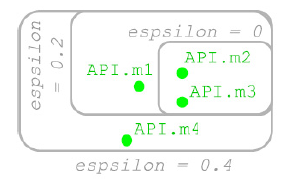 espsilon = 0
espsilon
= 0.2
API.m2
API.m1
API.m3
API.m4
espsilon = 0.4